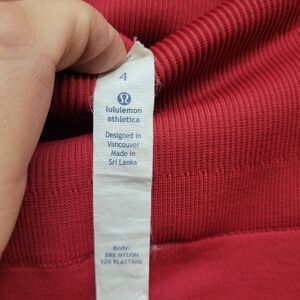 4
lululemon
athletica
Designed in
Vancouver
Made in
Sri Lanka
Body:
88% NYLON
12% ELASTANE